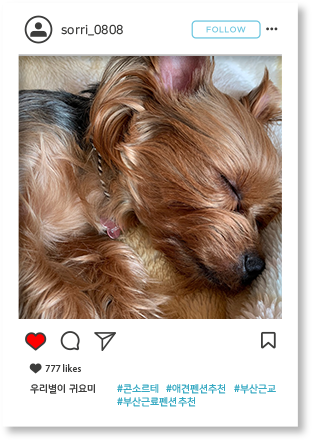 sorri_0808
FOLLOW
777 likes
우리별이 귀요미 #콘소르테 #애견펜션추천 #부산근교
#부산근료펜션추천